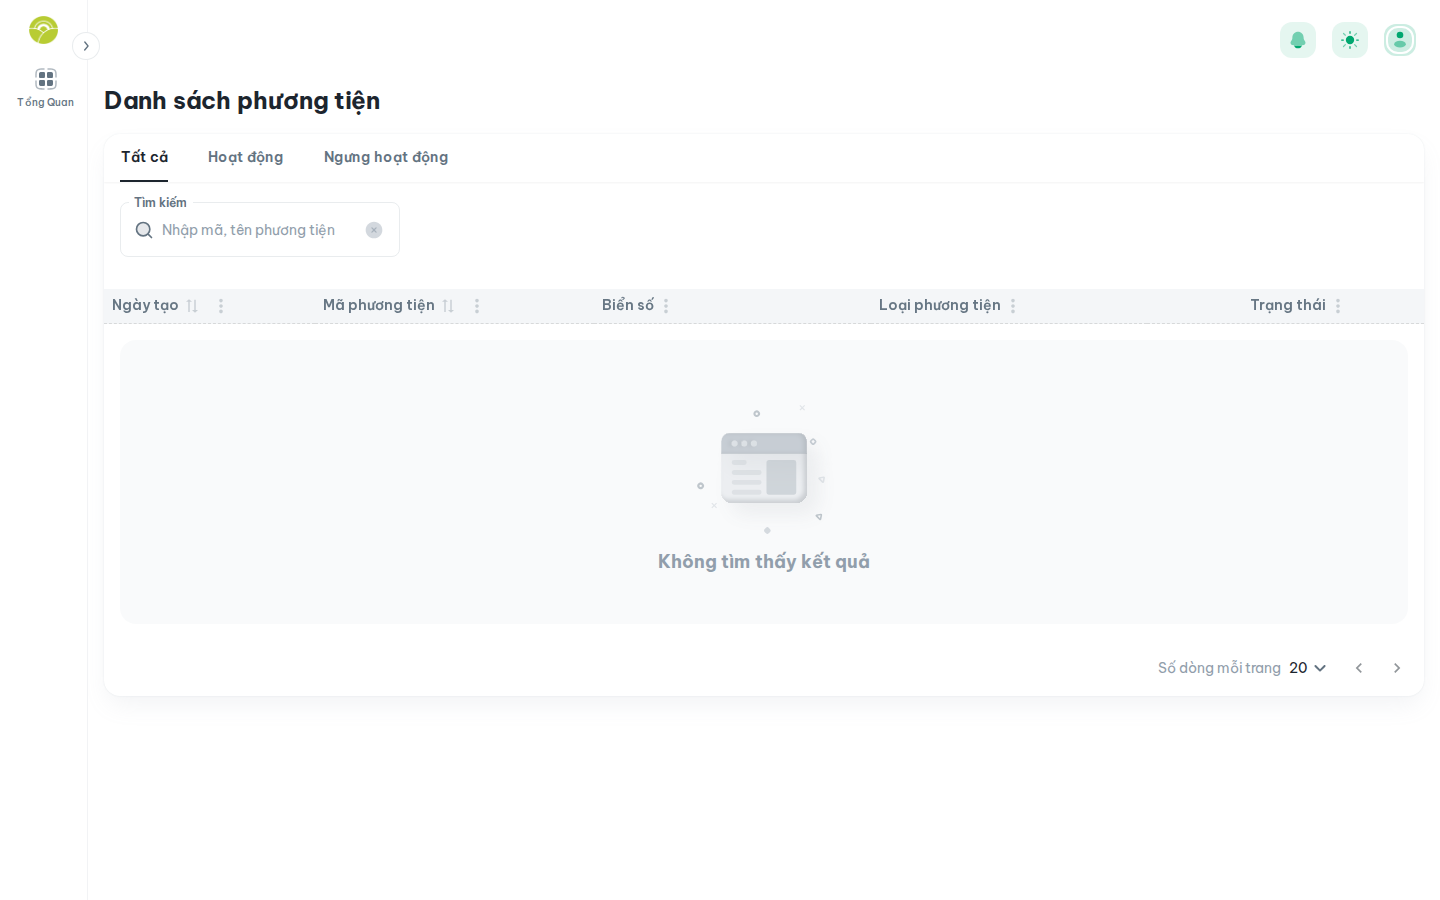 Tổng Quan
Danh sách phương tiện
Tất cả Hoạt động Ngưng hoạt động
Tìm kiếm
Nhập mã, tên phương tiện
Ngày tạo Mã phương tiện Biển số Loại phương tiện Trạng thái
Không tìm thấy kết quả
Số dòng mỗi trang 20